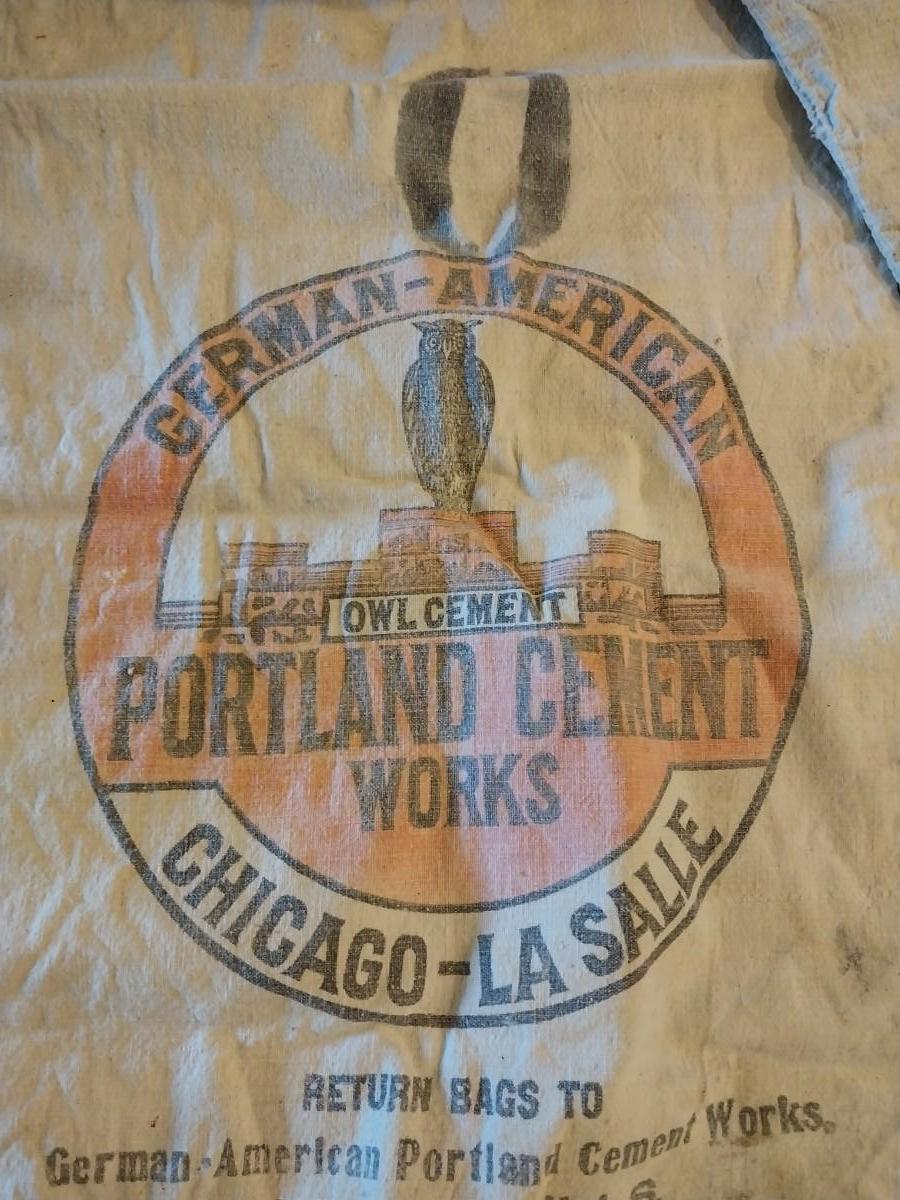 GERMAN-AMERICAN
OWL CEMENT
PORTLAND CEMENT
WORKS
CHICAGO-LA SALLE
RETURN BAGS TO
German-American Portland Cement Works.